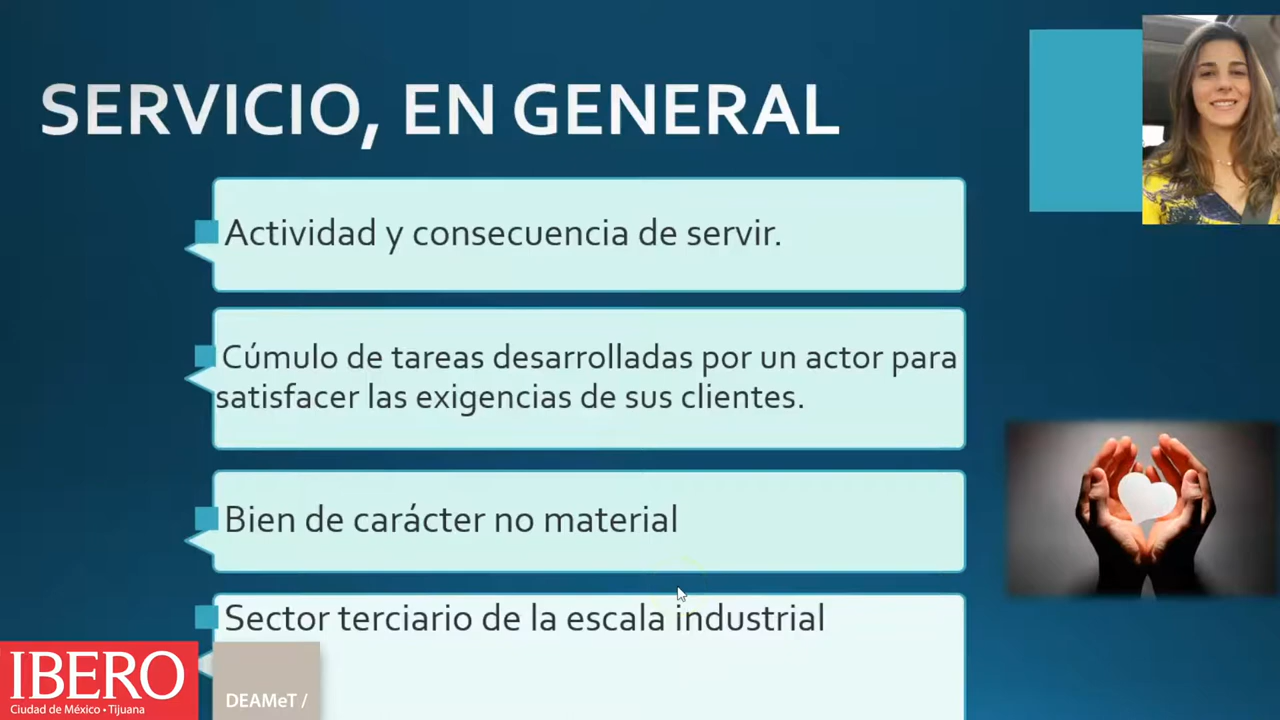 SERVICIO, EN GENERAL
Actividad y consecuencia de servir.
Cúmulo de tareas desarrolladas por un actor para
satisfacer las exigencias de sus clientes.
Bien de carácter no material
Sector terciario de la escala industrial
IBERO
Ciudad de México • Tijuana
DEAMeT /